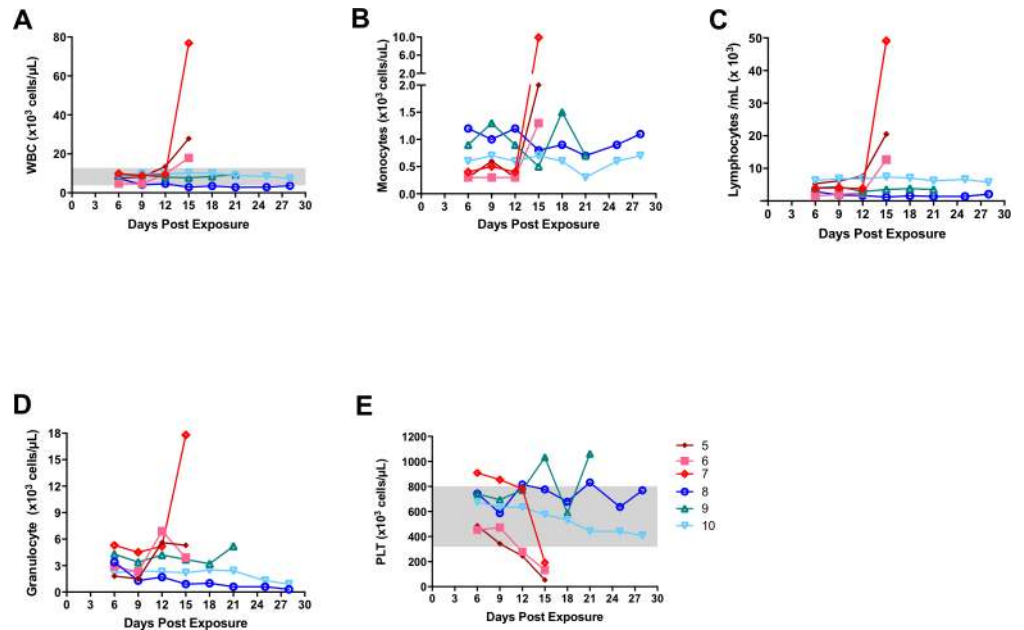 A
WBC (x10³ cells/µL)
80
60
40
20
0
0 3 6 9 12 15 18 21 24 27 30
Days Post Exposure
B
Monocytes (x10³ cells/uL)
10.0
6.0
2.0
2.0
1.5
1.0
0.5
0.0
0 3 6 9 12 15 18 21 24 27 30
Days Post Exposure
C
Lymphocytes /mL (x 10³)
50
40
30
20
10
0 3 6 9 12 15 18 21 24 27 30
Days Post Exposure
D
Granulocyte (x10³ cells/µL)
18
15
12
9
6
3
0
0 3 6 9 12 15 18 21 24 27 30
Days Post Exposure
E
PLT (x10³ cells/µL)
1200
1000
800
600
400
200
0
0 3 6 9 12 15 18 21 24 27 30
Days Post Exposure
5
6
7
8
9
10